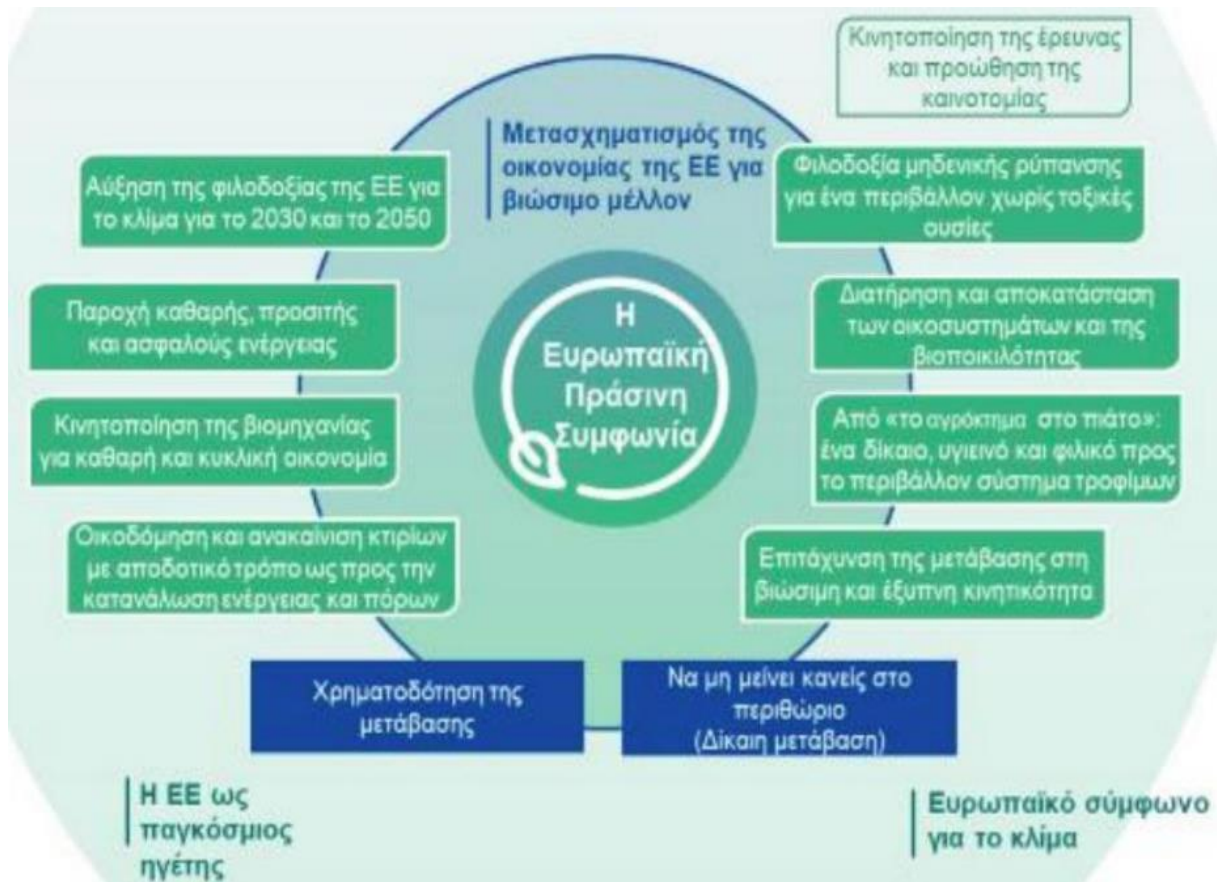 Κινητοποίηση της έρευνας
και προώθηση της
καινοτομίας
Μετασχηματισμός της
οικονομίας της ΕΕ για
βιώσιμο μέλλον
Αύξηση της φιλοδοξίας της ΕΕ για
το κλίμα για το 2030 και το 2050
Φιλοδοξία μηδενικής ρύπανσης
για ένα περιβάλλον χωρίς τοξικές
ουσίες
Παροχή καθαρής, προσιτής
και ασφαλούς ενέργειας
Διατήρηση και αποκατάσταση
των οικοσυστημάτων και της
βιοποικιλότητας
Η
Ευρωπαϊκή
Πράσινη
Συμφωνία
Κινητοποίηση της βιομηχανίας
για καθαρή και κυκλική οικονομία
Από «το αγρόκτημα στο πιάτο»:
ένα δίκαιο, υγιεινό και φιλικό προς
το περιβάλλον σύστημα τροφίμων
Οικοδόμηση και ανακαίνιση κτιρίων
με αποδοτικό τρόπο ως προς την
κατανάλωση ενέργειας και πόρων
Επιτάχυνση της μετάβασης στη
βιώσιμη και έξυπνη κινητικότητα
Χρηματοδότηση της
μετάβασης
Να μη μείνει κανείς στο
περιθώριο
(Δίκαιη μετάβαση)
Η ΕΕ ως
παγκόσμιος
ηγέτης
Ευρωπαϊκό σύμφωνο
για το κλίμα